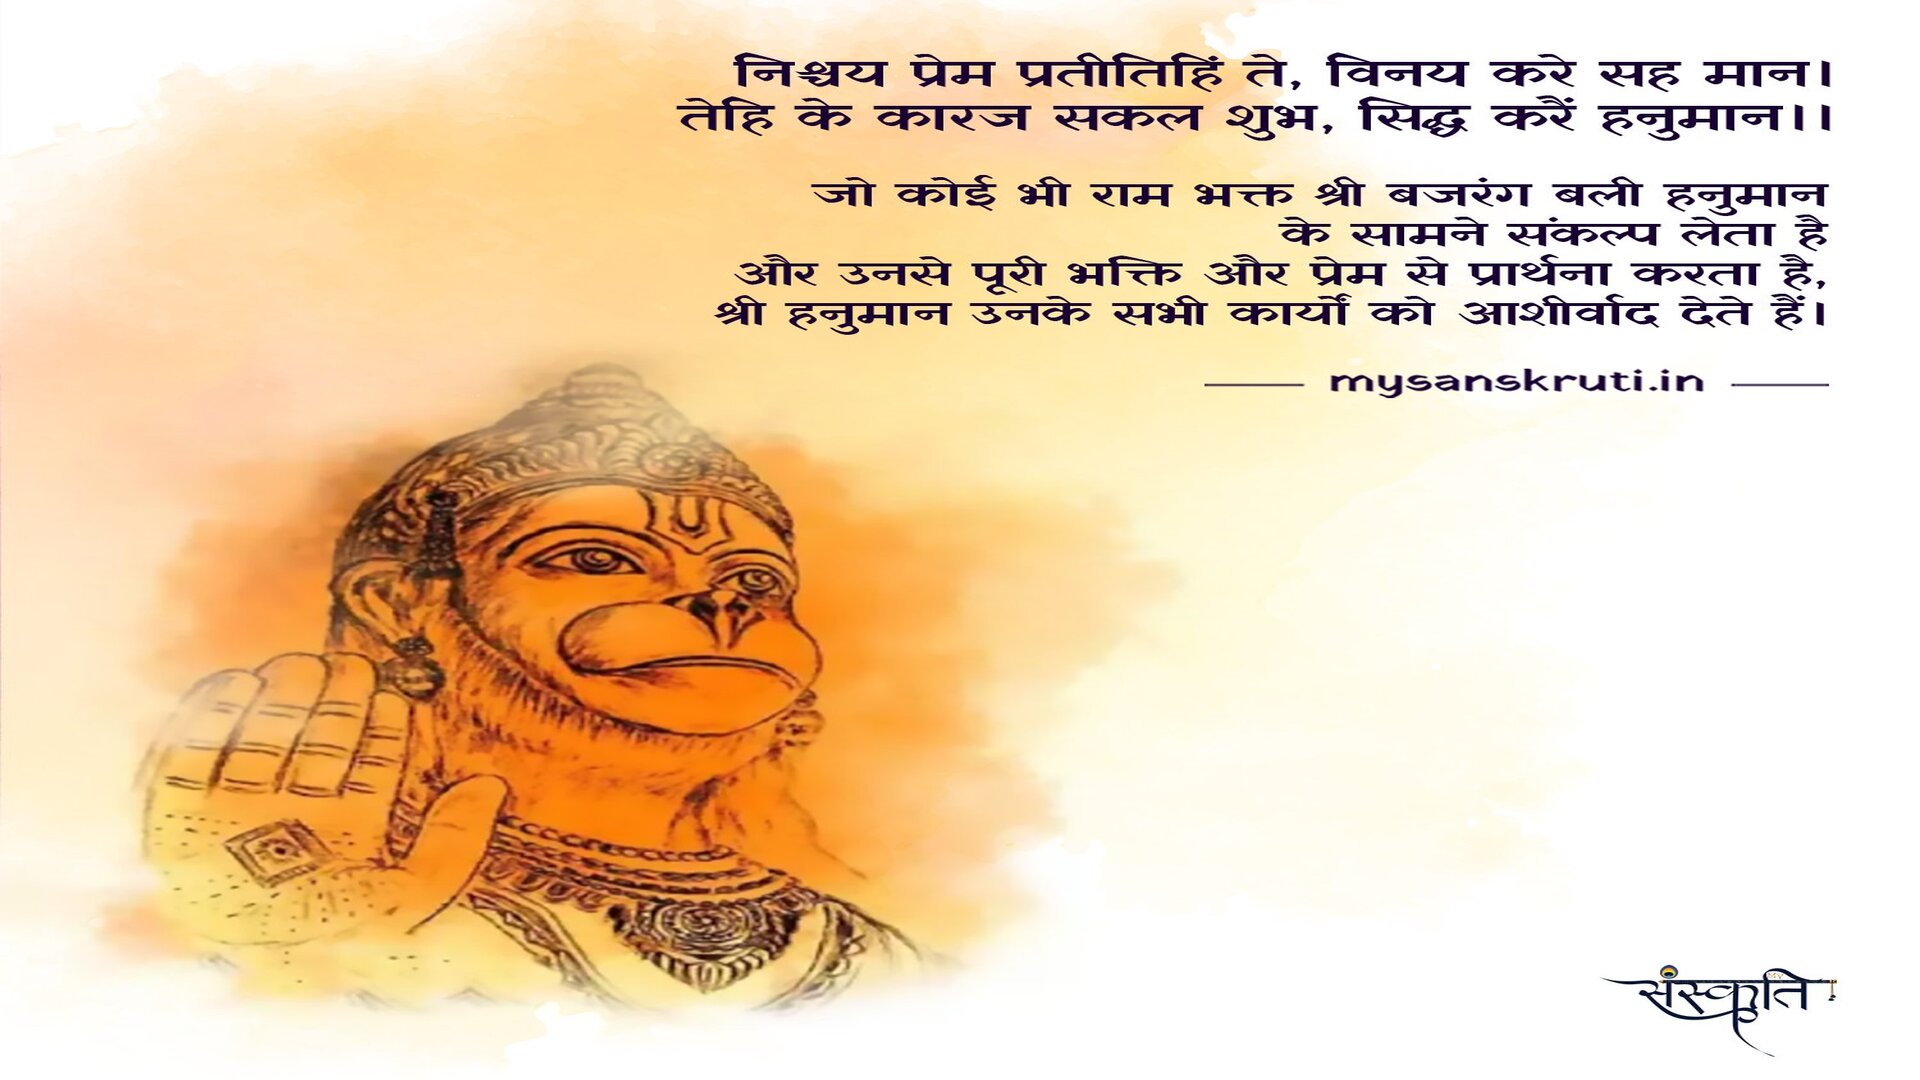 निश्चय प्रेम प्रतीतिहिं ते, विनय करे सह मान।
तेहि के कारज सकल शुभ, सिद्ध करैं हनुमान।।
जो कोई भी राम भक्त श्री बजरंग बली हनुमान
के सामने संकल्प लेता है
और उनसे पूरी भक्ति और प्रेम से प्रार्थना करता है,
श्री हनुमान उनके सभी कार्यों को आशीर्वाद देते हैं।
mysanskruti.in
संस्कृति